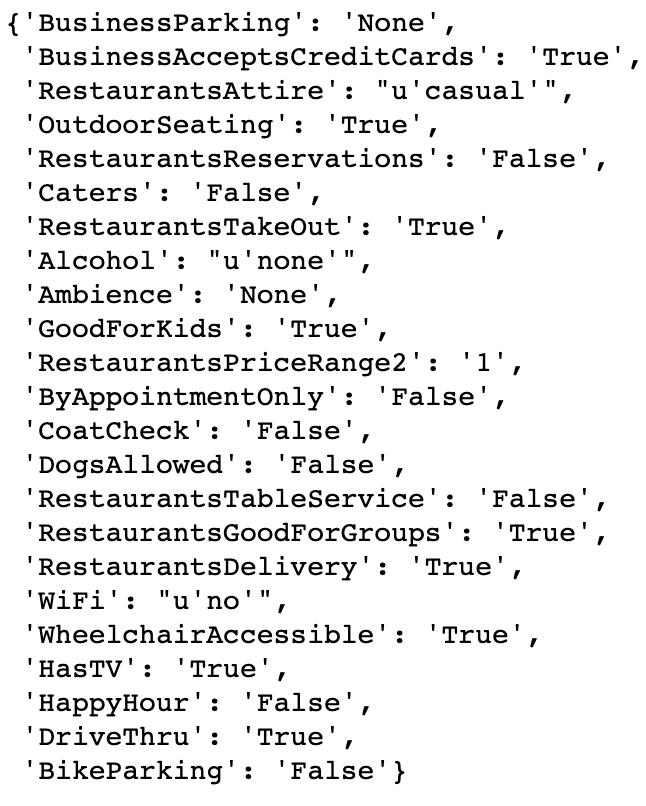 {'BusinessParking': 'None',
'BusinessAcceptsCreditCards': 'True',
'RestaurantsAttire': "u'casual'",
'OutdoorSeating': 'True',
'RestaurantsReservations': 'False',
'Caters': 'False',
'RestaurantsTakeOut': 'True',
'Alcohol': "u'none'",
'Ambience': 'None',
'GoodForKids': 'True',
'RestaurantsPriceRange2': '1',
'ByAppointmentOnly': 'False',
'CoatCheck': 'False',
'DogsAllowed': 'False',
'RestaurantsTableService': 'False',
'RestaurantsGoodForGroups': 'True',
'RestaurantsDelivery': 'True',
'WiFi': "u'no'",
'WheelchairAccessible': 'True',
'HasTV': 'True',
'HappyHour': 'False',
'DriveThru': 'True',
'BikeParking': 'False'}